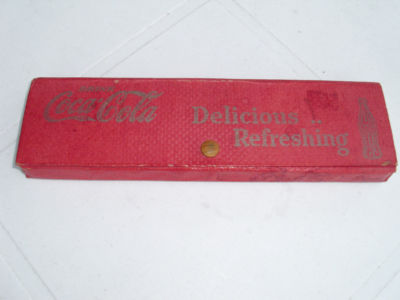 Coca-Cola
Delicious
Refreshing